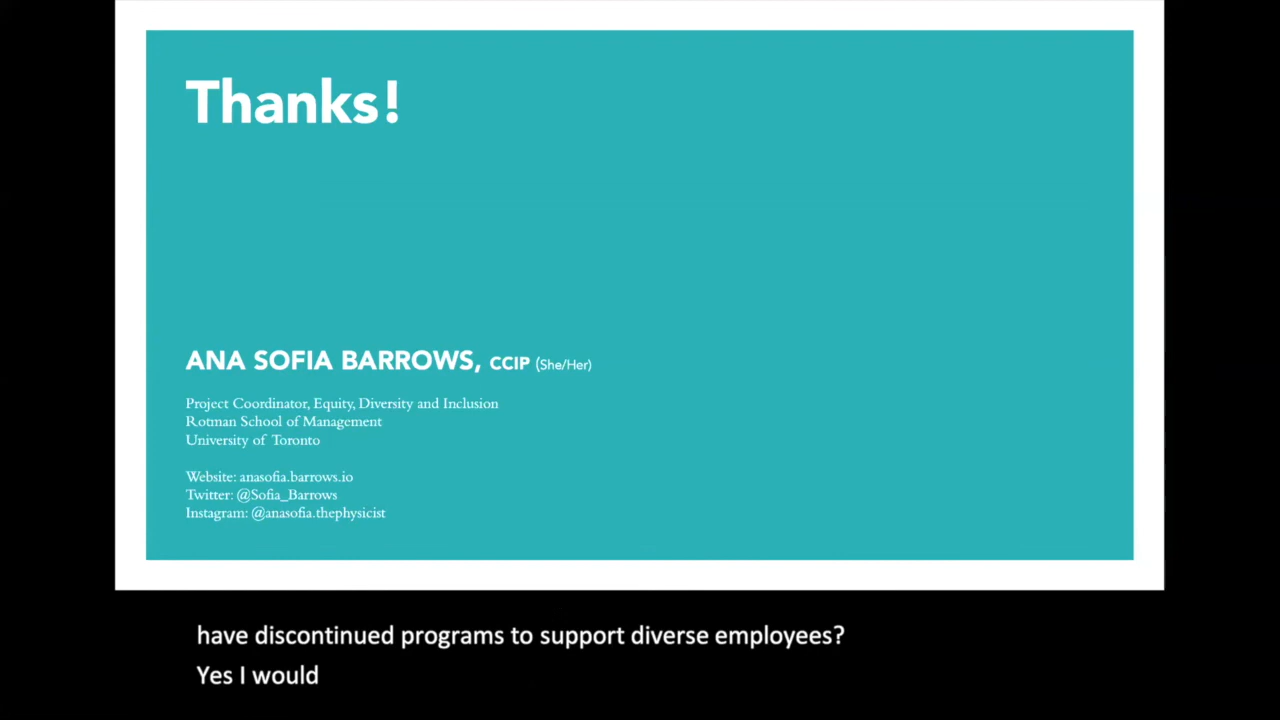 Thanks!
ANA SOFIA BARROWS, CCIP (She/Her)
Project Coordinator, Equity, Diversity and Inclusion
Rotman School of Management
University of Toronto
Website: anasofia.barrows.io
Twitter: @Sofia_Barrows
Instagram: @anasofia.thephysicist
have discontinued programs to support diverse employees?
Yes I would